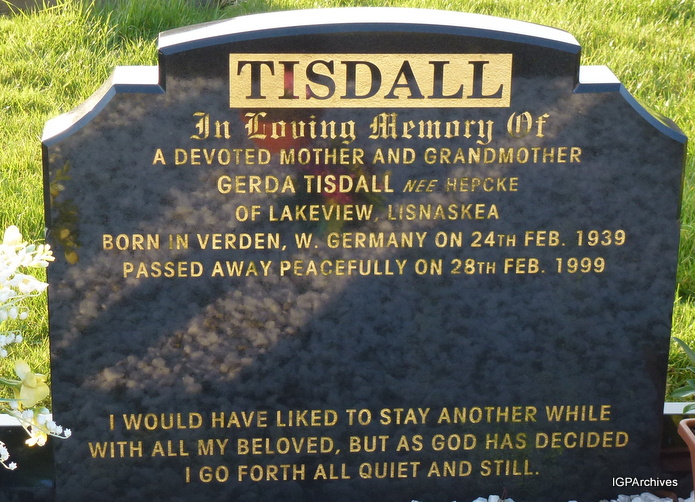 TISDALL
In Loving Memory Of
A DEVOTED MOTHER AND GRANDMOTHER
GERDA TISDALL NEE HEPCKE
OF LAKEVIEW, LISNASKEA
BORN IN VERDEN, W. GERMANY ON 24TH FEB. 1939
PASSED AWAY PEACEFULLY ON 28TH FEB. 1999
I WOULD HAVE LIKED TO STAY ANOTHER WHILE
WITH ALL MY BELOVED, BUT AS GOD HAS DECIDED
I GO FORTH ALL QUIET AND STILL.
IGPArchives